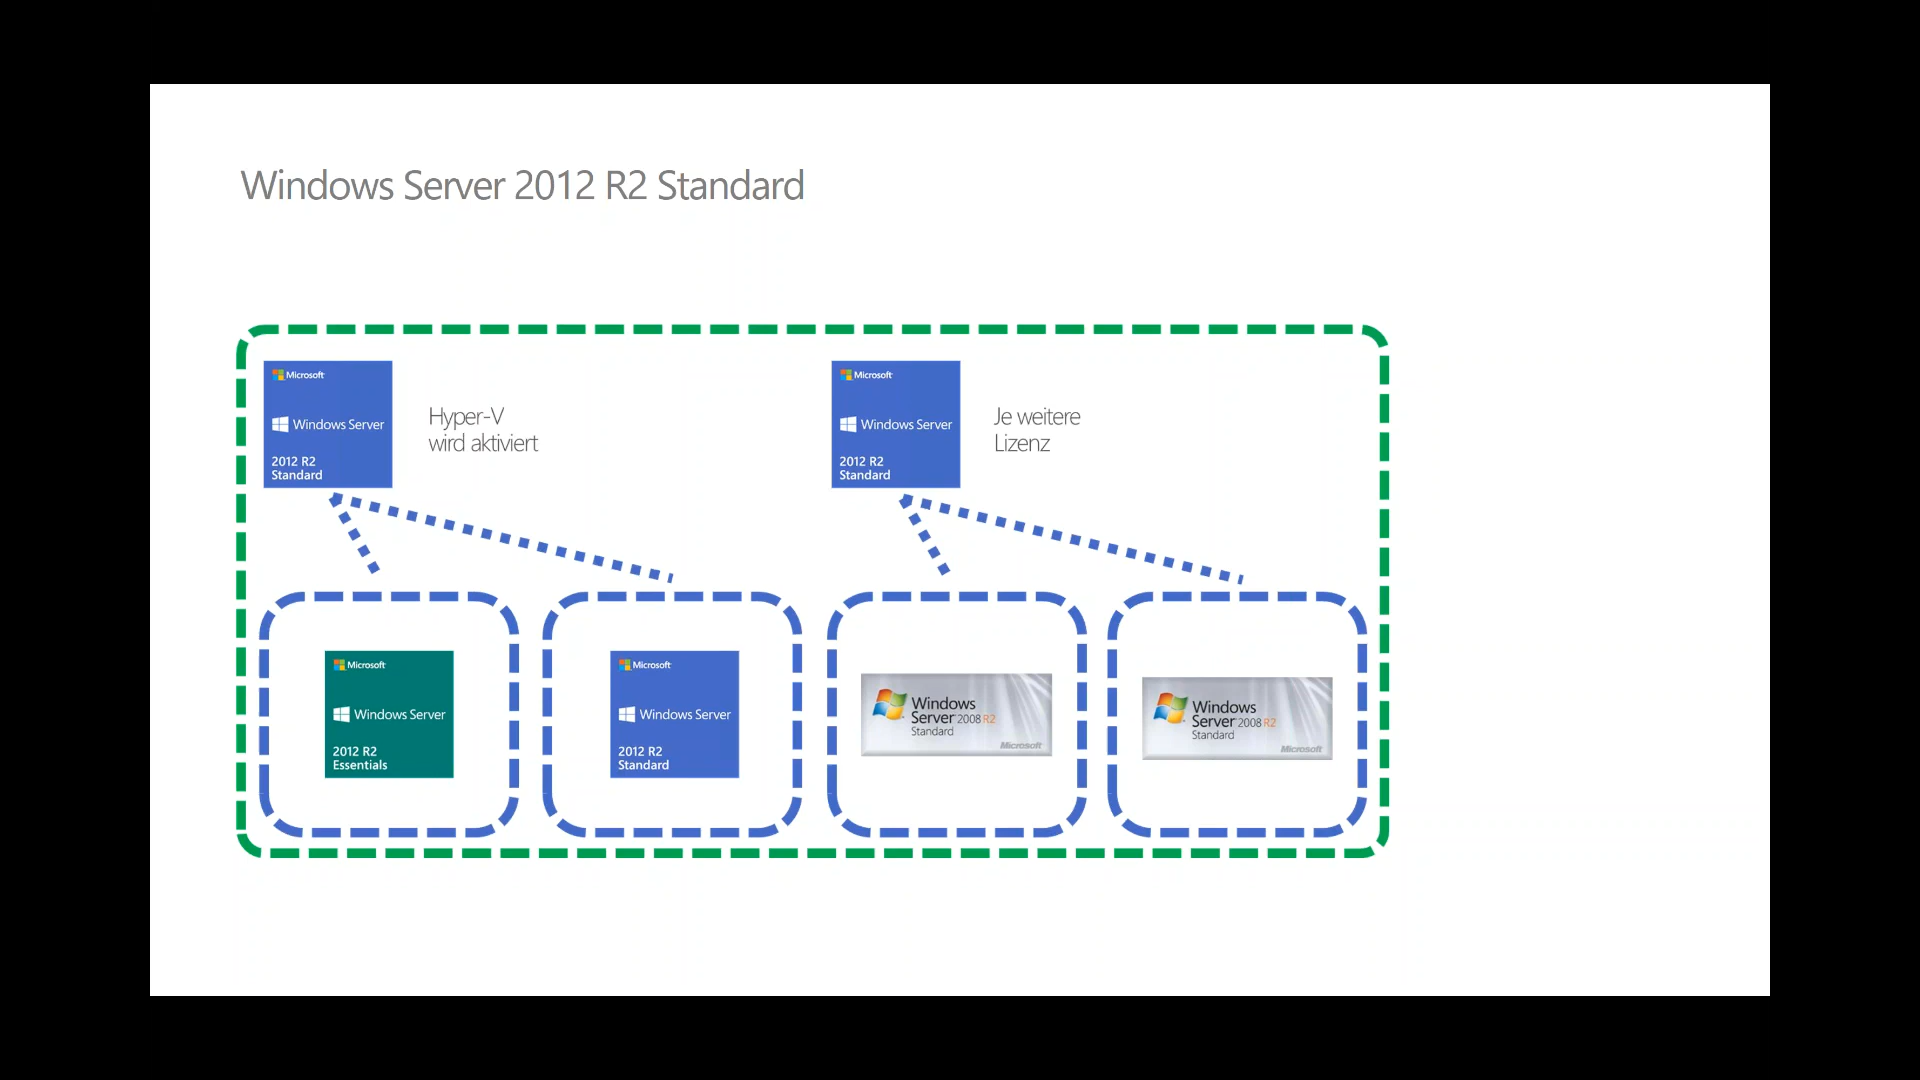 Windows Server 2012 R2 Standard
Microsoft
Windows Server
2012 R2
Standard
Hyper-V
wird aktiviert
Microsoft
Windows Server
2012 R2
Standard
Je weitere
Lizenz
Microsoft
Windows Server
2012 R2
Essentials
Microsoft
Windows Server
2012 R2
Standard
Windows
Server 2008 R2
Standard
Microsoft
Windows
Server 2008 R2
Standard
Microsoft